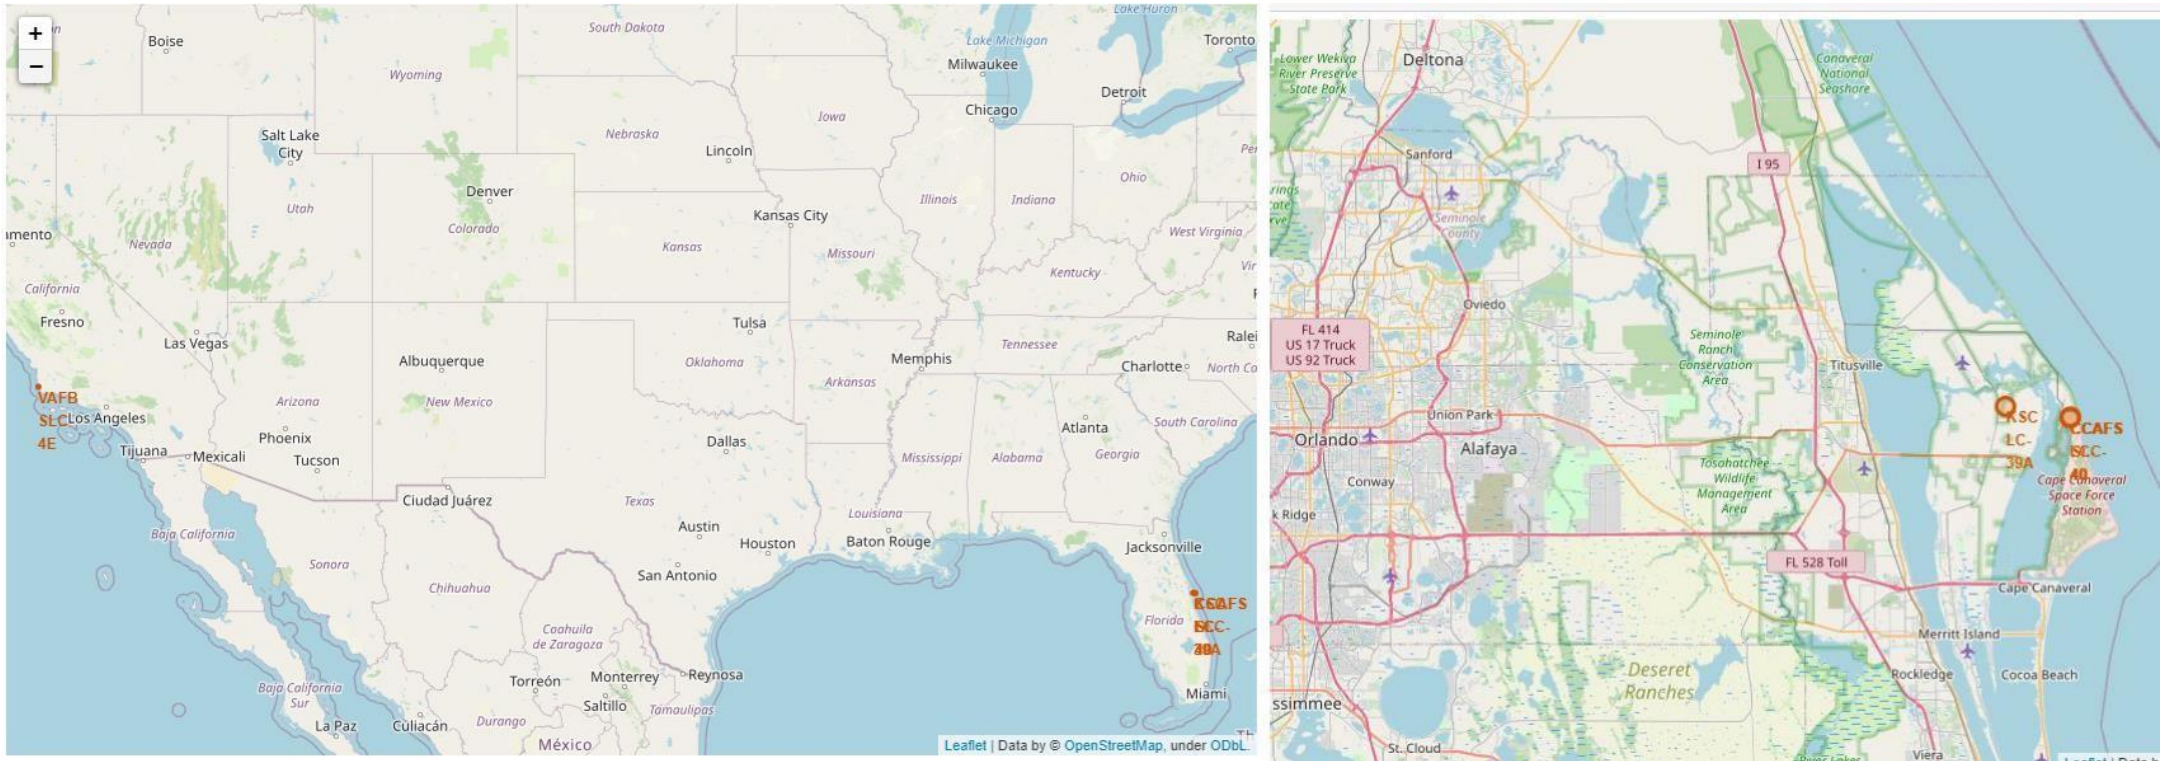 +
−
Boise
South Dakota
Lake Huron
Lake Michigan
Toronto
Wyoming
Milwaukee
Detroit
Chicago
Iowa
Salt Lake
City
Nebraska
Lincoln
Ohio
Denver
Utah
Illinois
Indiana
Kansas City
Colorado
West Virginia
Nevada
Kansas
Missouri
Kentucky
California
Fresno
Tulsa
Las Vegas
Tennessee
Albuquerque
Oklahoma
Memphis
Charlotte
Arkansas
VAFB
SLC
4E
Los Angeles
Arizona
New Mexico
South Carolina
Phoenix
Atlanta
Tijuana
Mexicali
Tucson
Dallas
Mississippi
Alabama
Georgia
Ciudad Juárez
Texas
Louisiana
Baja California
Austin
Houston
Baton Rouge
Jacksonville
Sonora
San Antonio
Chihuahua
CCAFS
Florida
Coahuila
de Zaragoza
Baja California
Sur
Torreón
Monterrey
Reynosa
Saltillo
Miami
La Paz
Culiacán
Durango
Tamaulipas
México
Leaflet | Data by © OpenStreetMap, under ODbL.
Lower Wekiva
River Preserve
State Park
Deltona
Canaveral
National
Seashore
Sanford
I 95
Seminole
County
Oviedo
FL 414
US 17 Truck
US 92 Truck
Seminole
Ranch
Conservation
Area
Titusville
Union Park
Orlando
Alafaya
KSC
LC-
39A
CCAFS
Conway
Tosohatchee
Wildlife
Management
Area
Cape Canaveral
Space Force
Station
FL 528 Toll
Cape Canaveral
Merritt Island
Deseret
Ranches
Rockledge
Cocoa Beach
St. Cloud
Viera